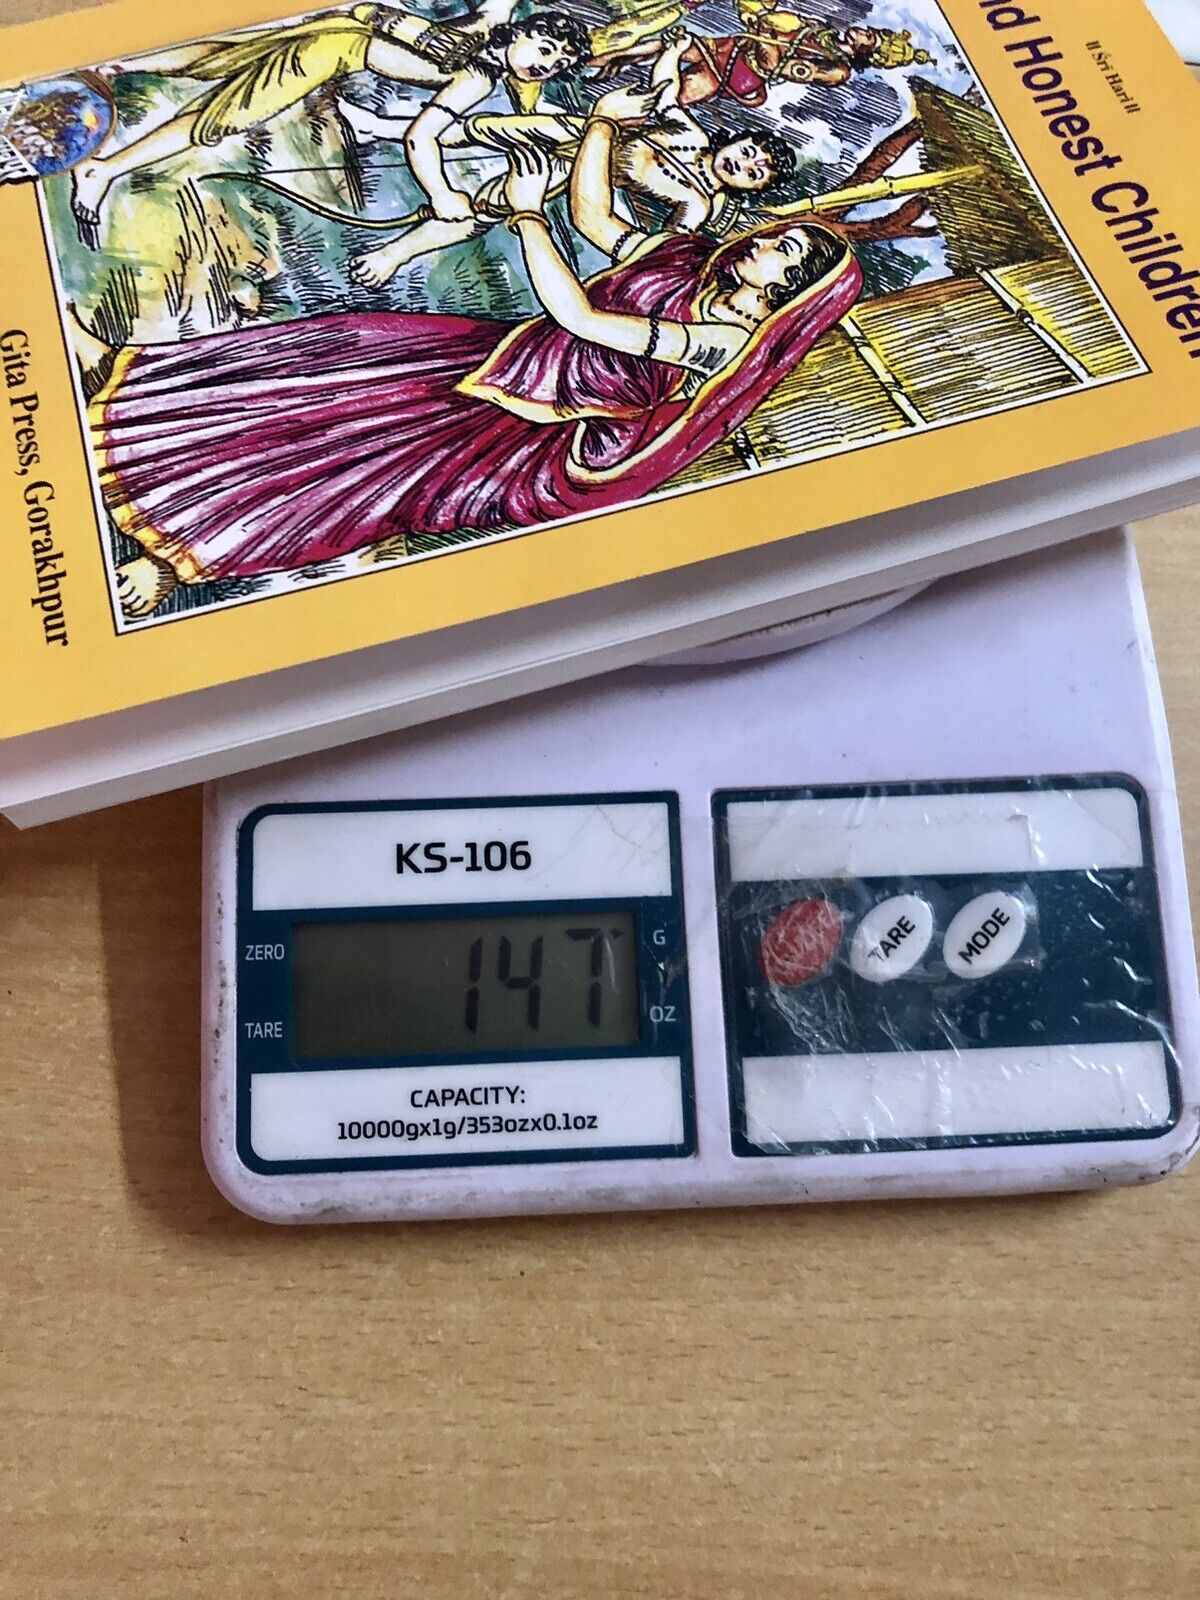 || Śri Hari ||
nd Honest Children
Gita Press, Gorakhpur
KS-106
ZERO
TARE
147
G
OZ
CAPACITY:
10000gx1g/353ozx0.1oz
TARE
MODE